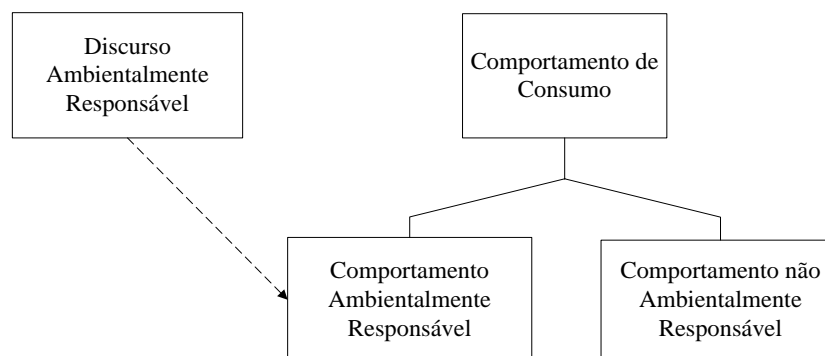 Discurso
Ambientalmente
Responsável
Comportamento de
Consumo
Comportamento
Ambientalmente
Responsável
Comportamento não
Ambientalmente
Responsável